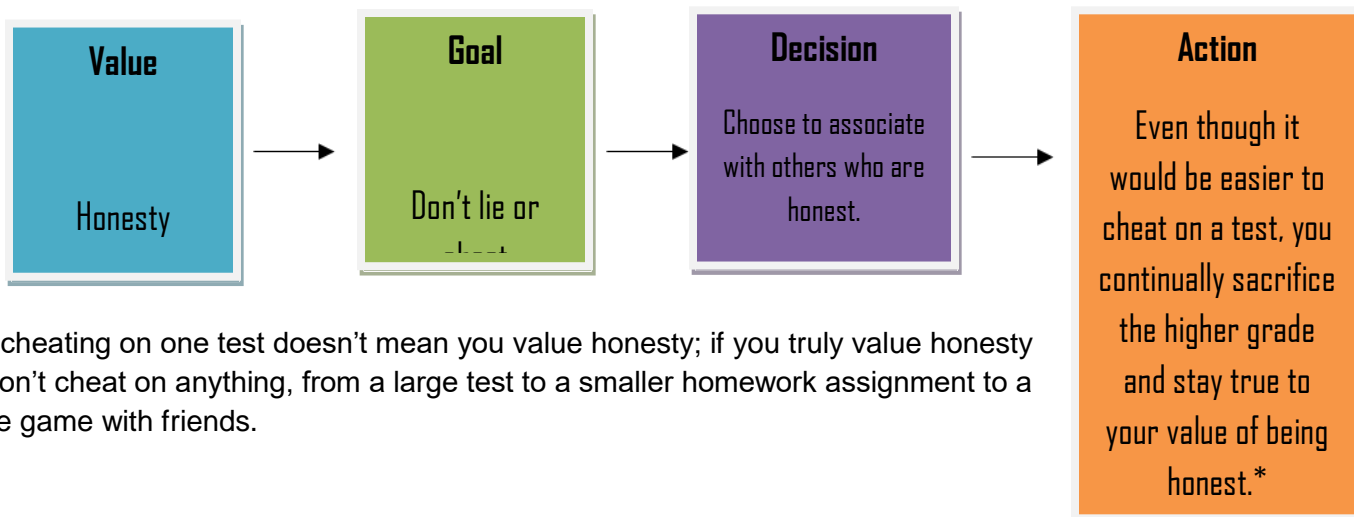 Value
Honesty
Goal
Don't lie or
Decision
Choose to associate
with others who are
honest.
Action
Even though it
would be easier to
cheat on a test, you
continually sacrifice
the higher grade
and stay true to
your value of being
honest.*
cheating on one test doesn’t mean you value honesty; if you truly value honesty
on’t cheat on anything, from a large test to a smaller homework assignment to a
e game with friends.